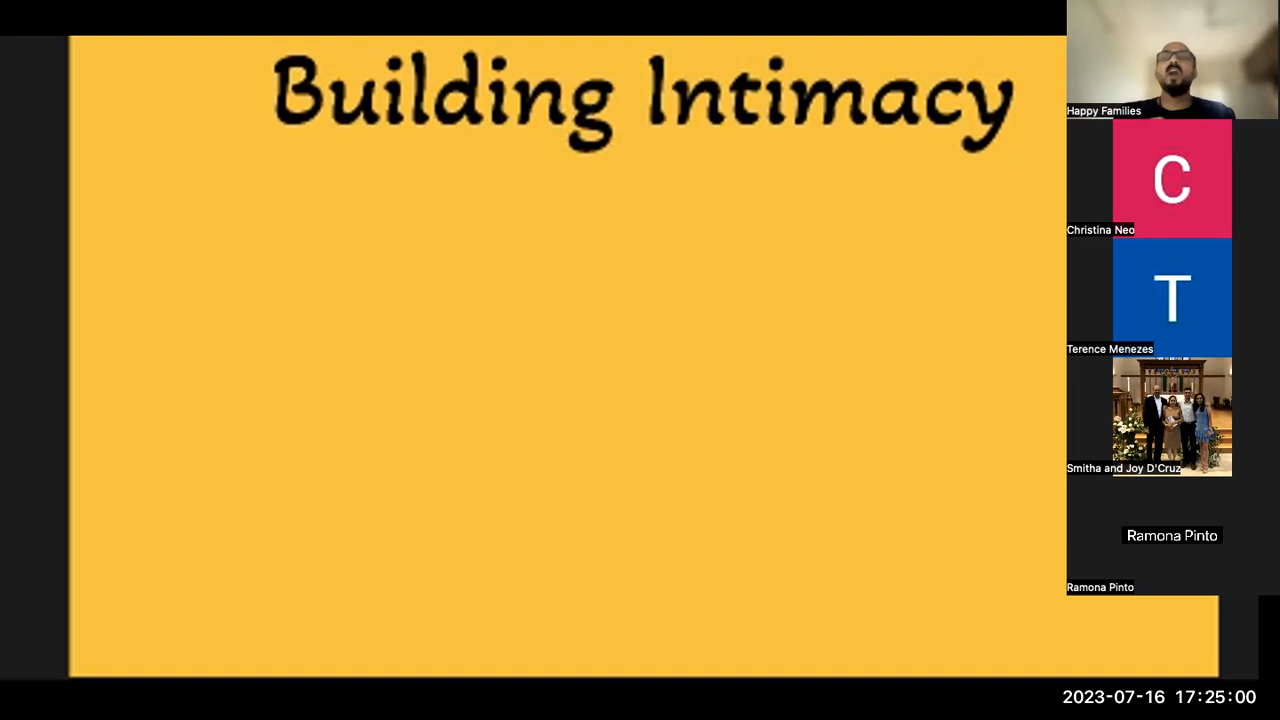 Building Intimacy
Happy Families
C
Christina Neo
T
Terence Menezes
Smitha and Joy D'Cruz
Ramona Pinto
Ramona Pinto
2023-07-16 17:25:00